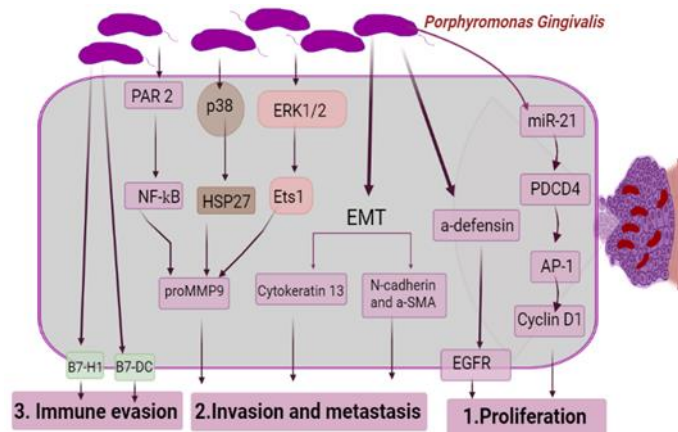 Porphyromonas Gingivalis
PAR 2
p38
ERK1/2
miR-21
NF-kB
HSP27
Ets1
EMT
a-defensin
PDCD4
proMMP9
Cytokeratin 13
N-cadherin
and a-SMA
AP-1
Cyclin D1
B7-H1
B7-DC
EGFR
3. Immune evasion
2.Invasion and metastasis
1.Proliferation